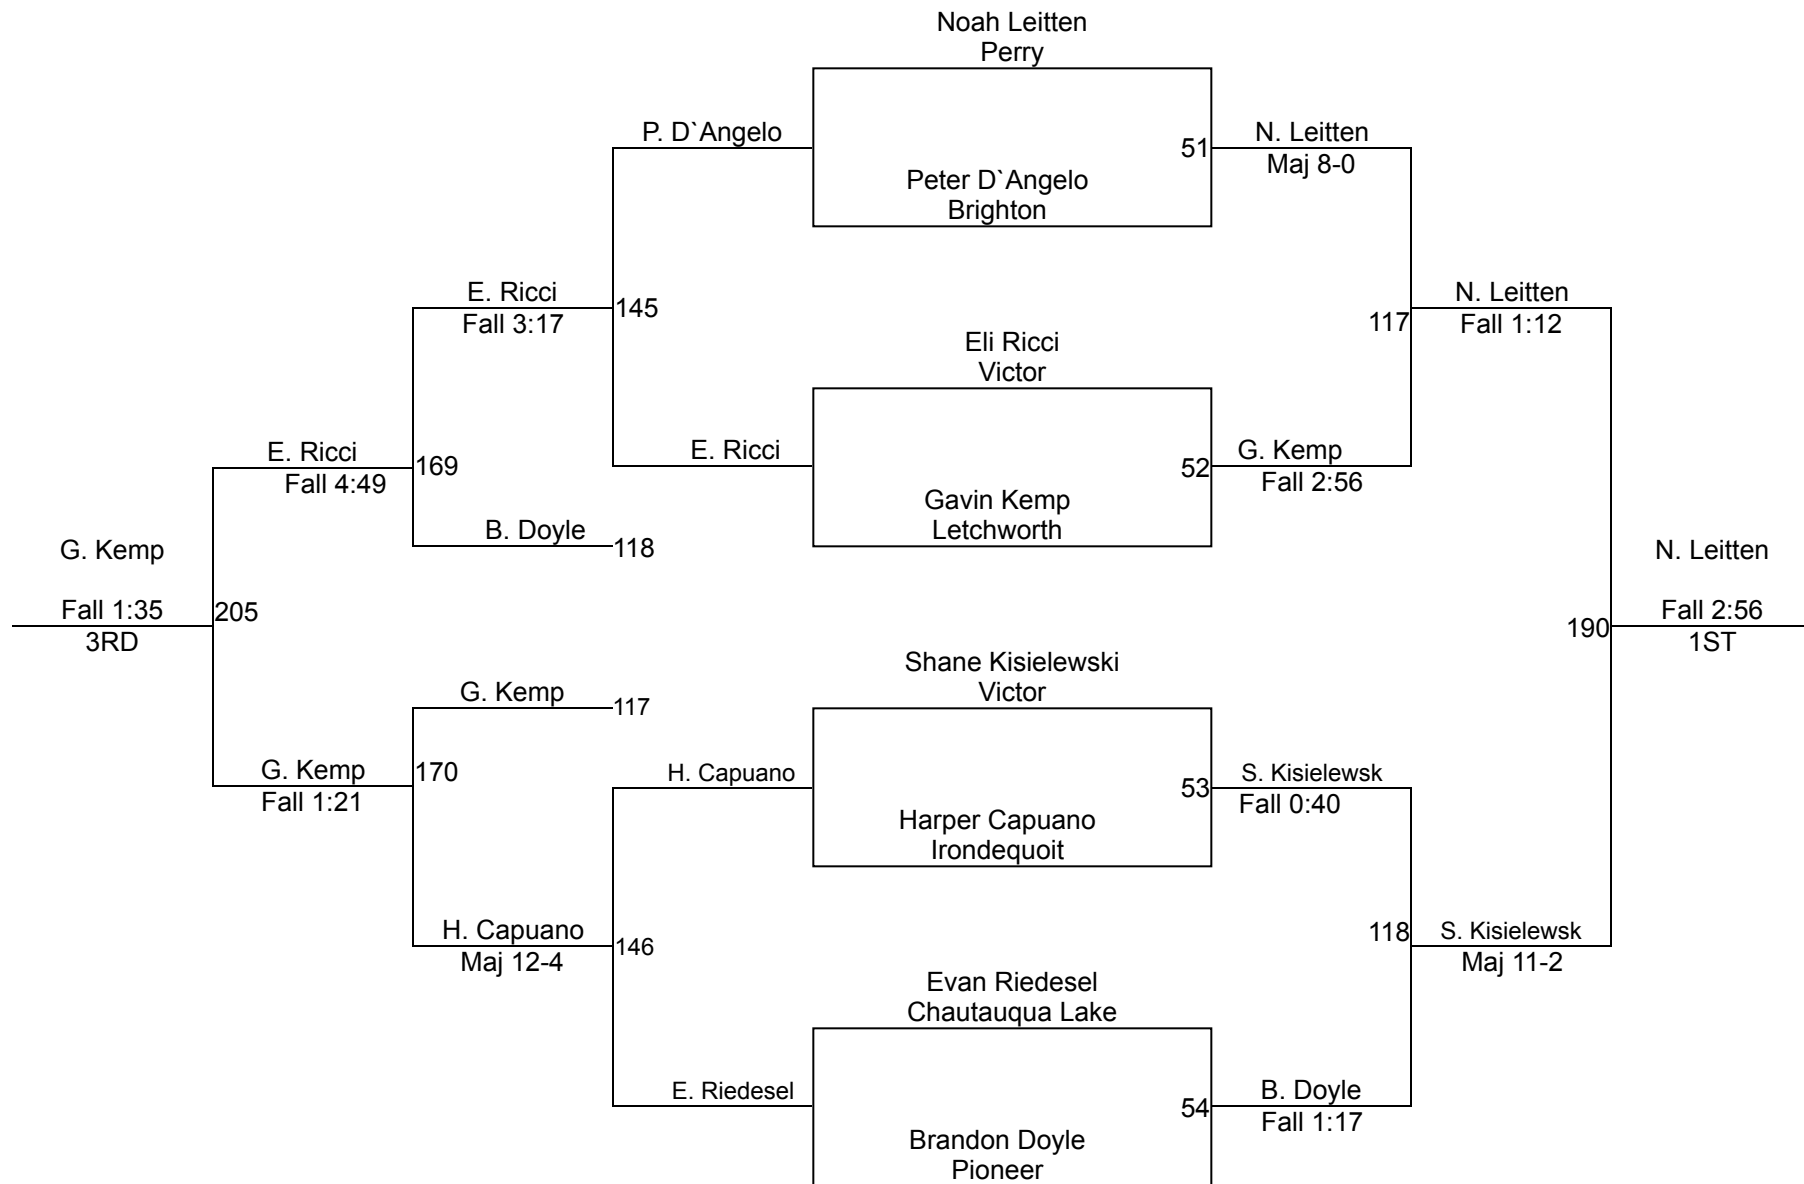 Noah Leitten
Perry
P. D`Angelo
51
N. Leitten
Maj 8-0
Peter D`Angelo
Brighton
E. Ricci
Fall 3:17
145
117
N. Leitten
Fall 1:12
Eli Ricci
Victor
E. Ricci
Fall 4:49
169
E. Ricci
52
G. Kemp
Fall 2:56
Gavin Kemp
Letchworth
B. Doyle
118
G. Kemp
Fall 1:35
3RD
205
190
N. Leitten
Fall 2:56
1ST
Shane Kisielewski
Victor
G. Kemp
117
G. Kemp
Fall 1:21
170
H. Capuano
53
S. Kisielewsk
Fall 0:40
Harper Capuano
Irondequoit
H. Capuano
Maj 12-4
146
118
S. Kisielewsk
Maj 11-2
Evan Riedesel
Chautauqua Lake
E. Riedesel
54
B. Doyle
Fall 1:17
Brandon Doyle
Pioneer